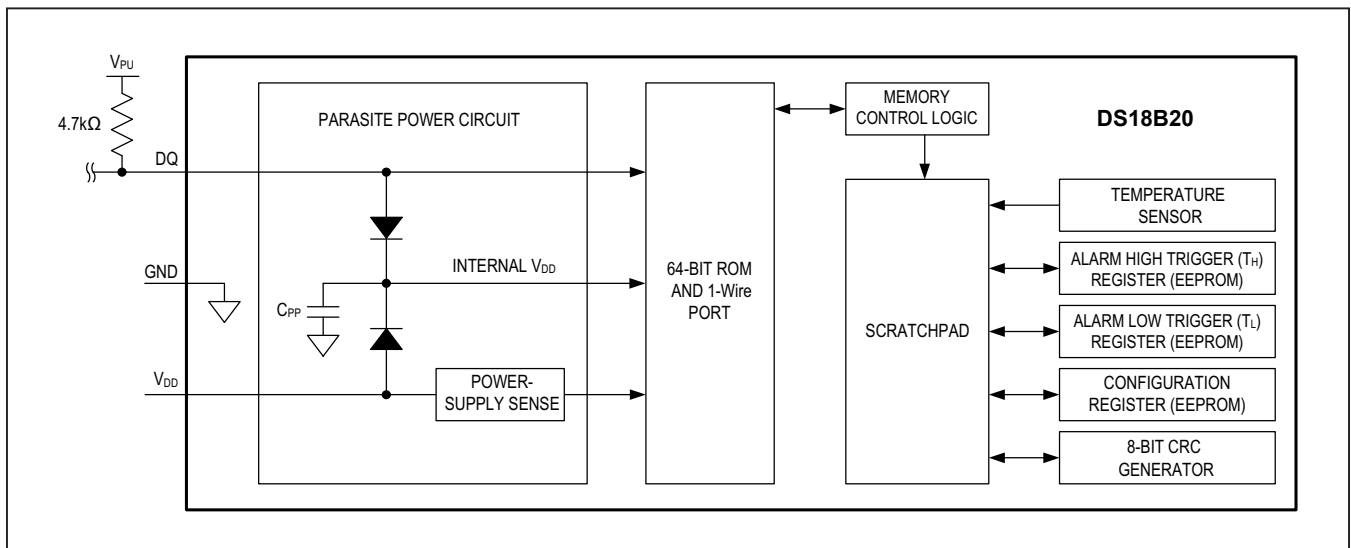 VPU
4.7kΩ
DQ
GND
VDD
PARASITE POWER CIRCUIT
INTERNAL VDD
CPP
POWER-
SUPPLY SENSE
64-BIT ROM
AND 1-Wire
PORT
MEMORY
CONTROL LOGIC
SCRATCHPAD
DS18B20
TEMPERATURE
SENSOR
ALARM HIGH TRIGGER (TH)
REGISTER (EEPROM)
ALARM LOW TRIGGER (TL)
REGISTER (EEPROM)
CONFIGURATION
REGISTER (EEPROM)
8-BIT CRC
GENERATOR